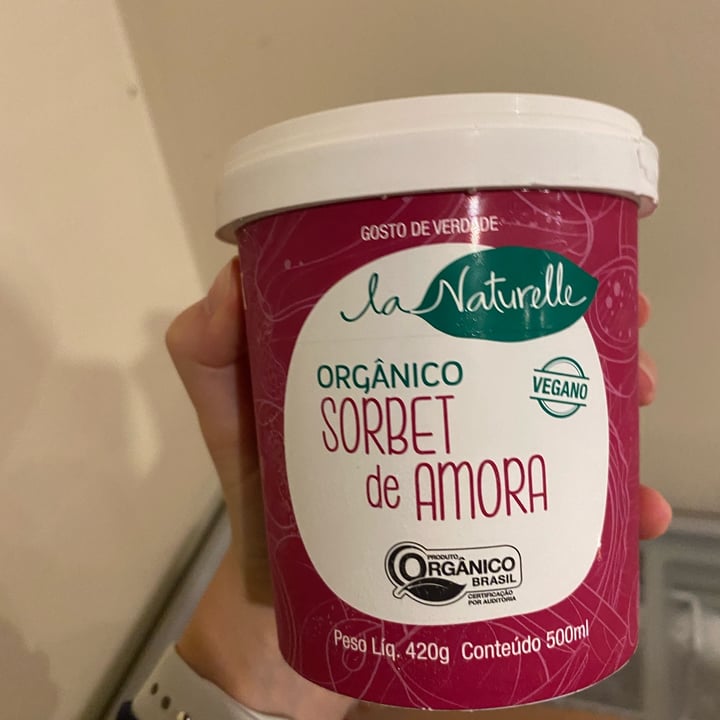 GOSTO DE VERDADE
la Naturelle
ORGÂNICO
VEGANO
SORBET
de AMORA
PRODUTO
ORGÂNICO
BRASIL
CERTIFICAÇÃO
POR AUDITORIA
Peso Líq. 420g Conteúdo 500ml